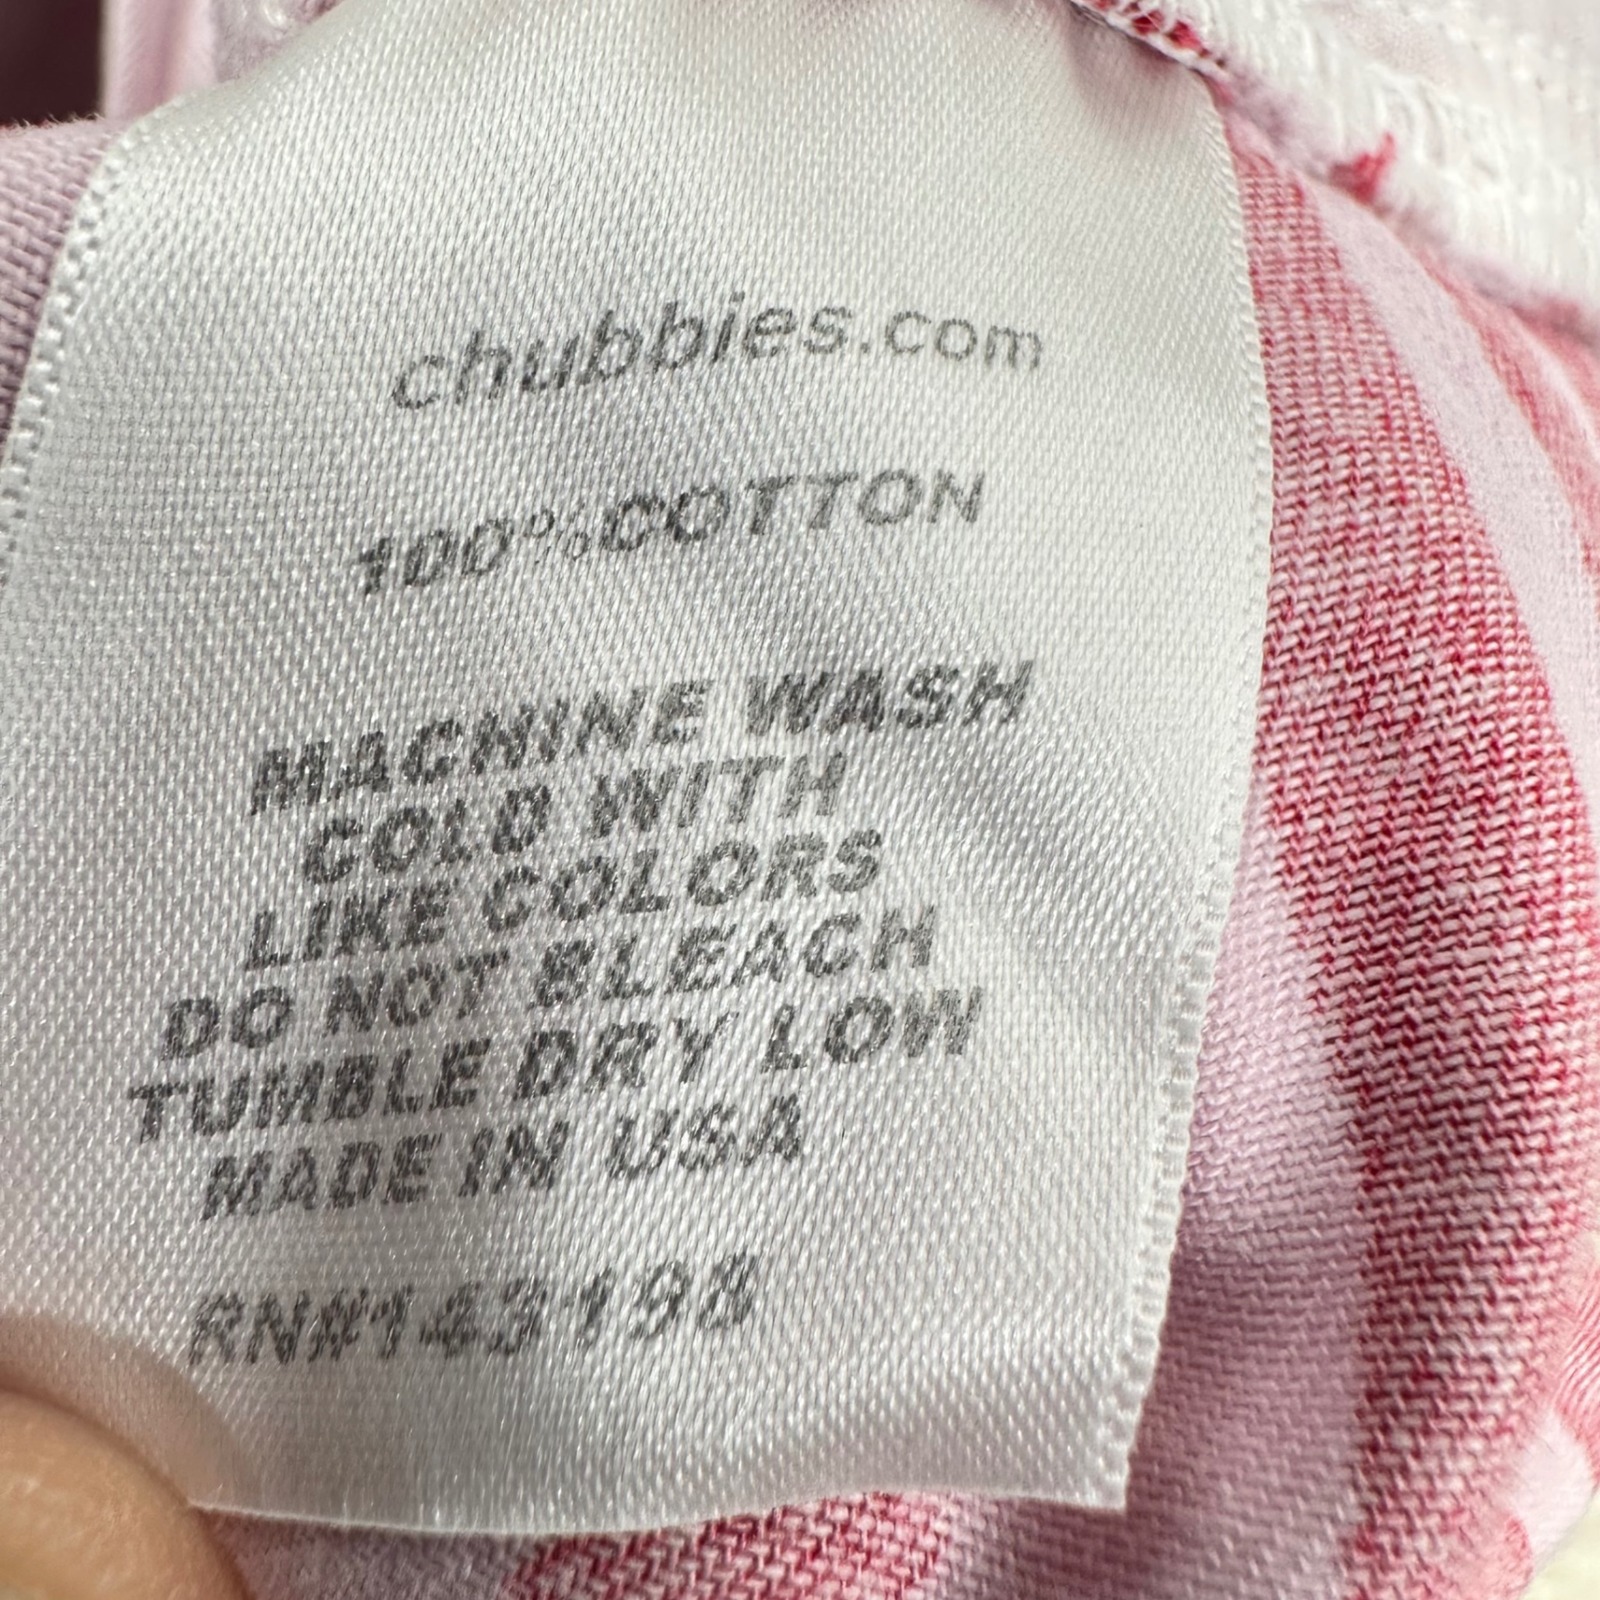 chubbies.com
100%COTTON
MACHINE WASH
COLD WITH
LIKE COLORS
DO NOT BLEACH
TUMBLE DRY LOW
MADE IN USA
RN#143198